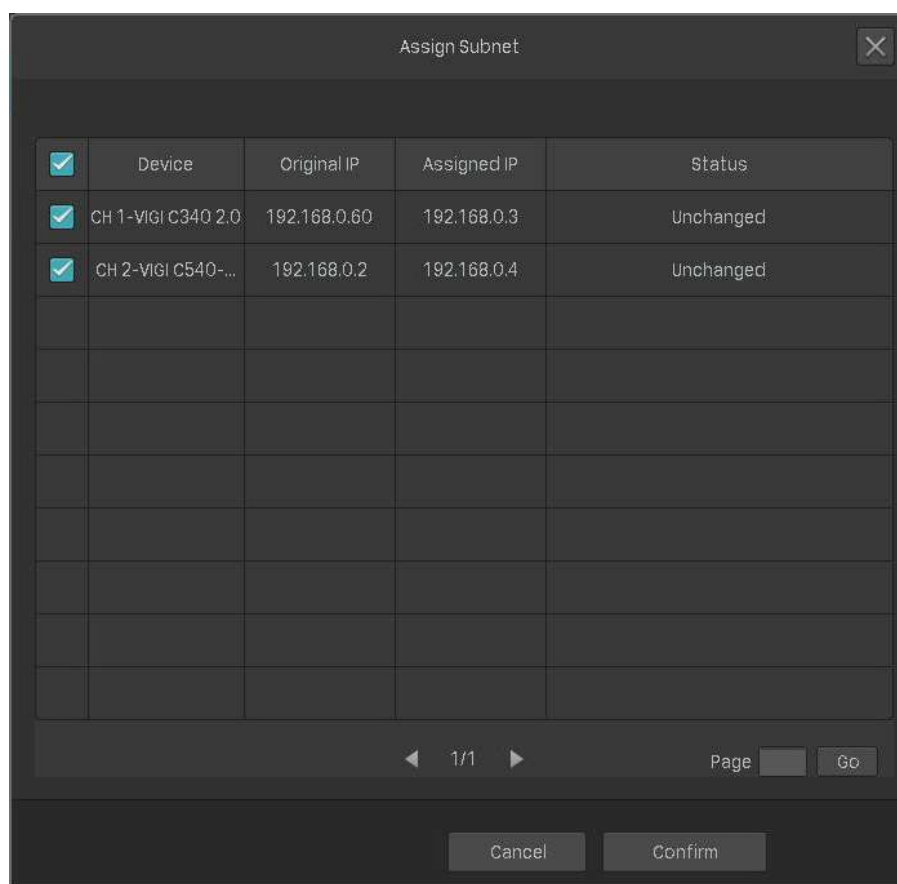 Assign Subnet
Device Original IP Assigned IP Status
CH 1-VIGI C340 2.0 192.168.0.60 192.168.0.3 Unchanged
CH 2-VIGI C540-... 192.168.0.2 192.168.0.4 Unchanged
1/1 Page Go
Cancel Confirm